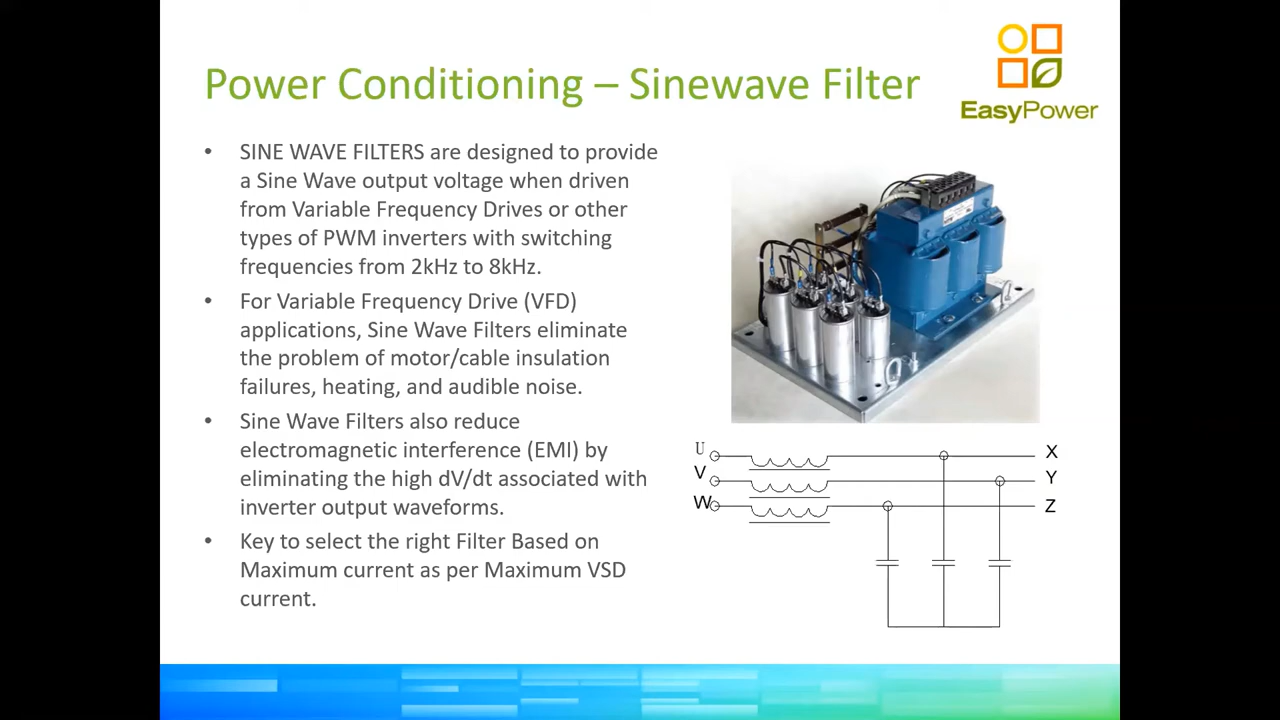 Power Conditioning – Sinewave Filter
EasyPower
• SINE WAVE FILTERS are designed to provide
a Sine Wave output voltage when driven
from Variable Frequency Drives or other
types of PWM inverters with switching
frequencies from 2kHz to 8kHz.
• For Variable Frequency Drive (VFD)
applications, Sine Wave Filters eliminate
the problem of motor/cable insulation
failures, heating, and audible noise.
• Sine Wave Filters also reduce
electromagnetic interference (EMI) by
eliminating the high dV/dt associated with
inverter output waveforms.
• Key to select the right Filter Based on
Maximum current as per Maximum VSD
current.
U
X
V
Y
W
Z